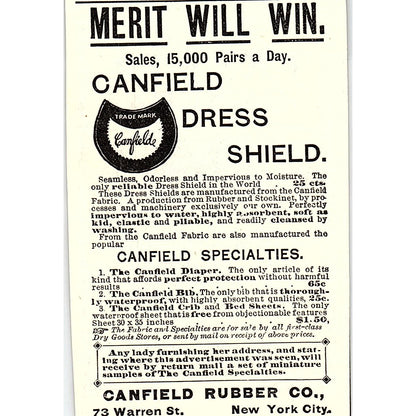 MERIT WILL WIN.
Sales, 15,000 Pairs a Day.
CANFIELD
TRADE MARK
Canfield
DRESS
SHIELD.
Seamless, Odorless and Impervious to Moisture. The
only reliable Dress Shield in the World . 25 cts.
These Dress Shields are manufactured from the Canfield
Fabric. A production from Rubber and Stockinet, by pro-
cesses and machinery exclusively our own. Perfectly
impervious to water, highly absorbent, soft as
kid, elastic and pliable, and readily cleansed by
washing.
From the Canfield Fabric are also manufactured the
popular
CANFIELD SPECIALTIES.
1. The Canfield Diaper. The only article of its
kind that affords perfect protection without harmful
results 65c
2. The Canfield Bib. The only bib that is thorough-
ly waterproof, with highly absorbent qualities, 25c.
3. The Canfield Crib and Bed Sheets. The only
waterproof sheet that is free from objectionable features
Sheet 30 x 35 inches $1.50,
☞ The Fabric and Specialties are for sale by all first-class
Dry Goods Stores, or sent by mail on receipt of above prices.
Any lady furnishing her address, and stat-
ing where this advertisement was seen, will
receive by return mail a set of miniature
samples of The Canfield Specialties.
CANFIELD RUBBER CO.,
73 Warren St. New York City.